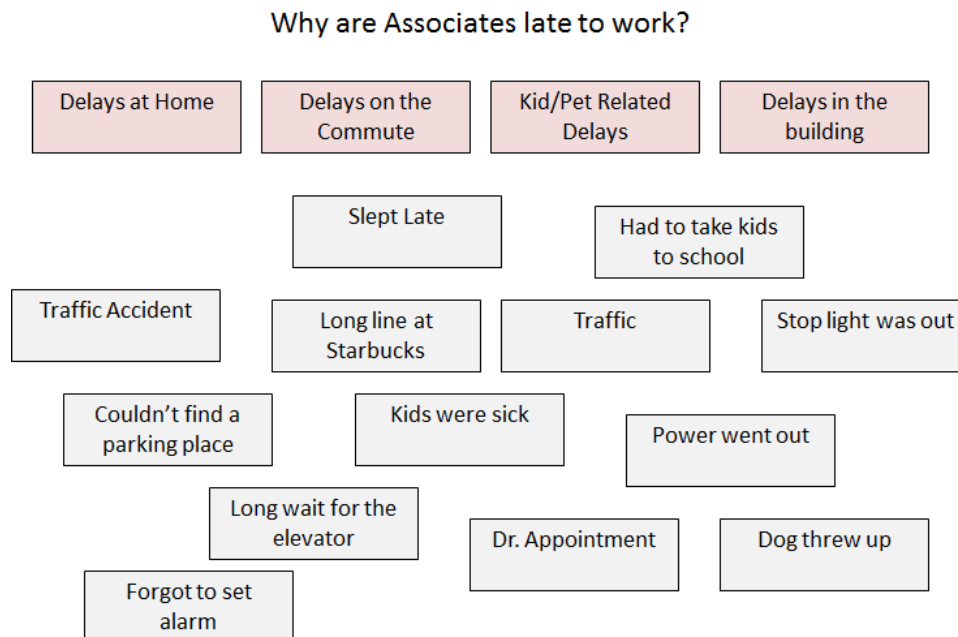 Why are Associates late to work?
Delays at Home
Delays on the
Commute
Kid/Pet Related
Delays
Delays in the
building
Slept Late
Had to take kids
to school
Traffic Accident
Long line at
Starbucks
Traffic
Stop light was out
Couldn’t find a
parking place
Kids were sick
Power went out
Long wait for the
elevator
Dr. Appointment
Dog threw up
Forgot to set
alarm